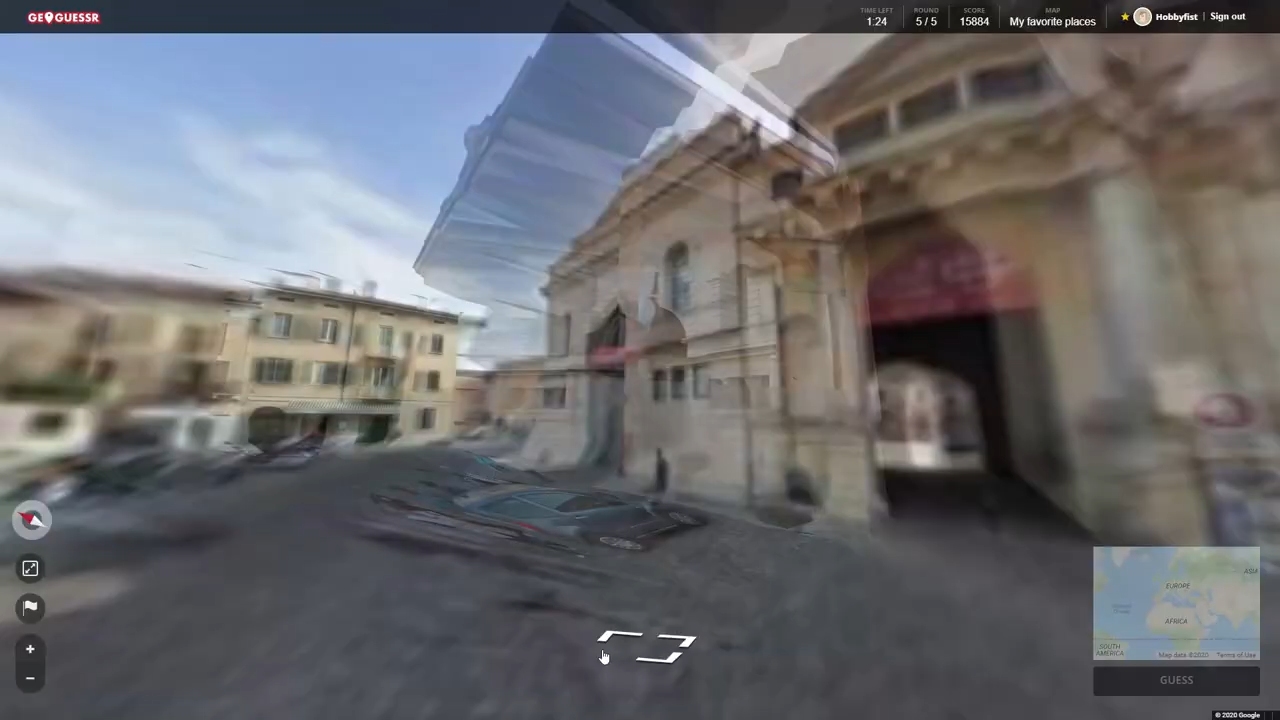 GEOGUESSR
TIME LEFT
1:24
ROUND
5 / 5
SCORE
15884
MAP
My favorite places
Hobbyfist
Sign out
ASIA
EUROPE
AFRICA
SOUTH
AMERICA
Map data ©2020
Terms of Use
GUESS
© 2020 Google